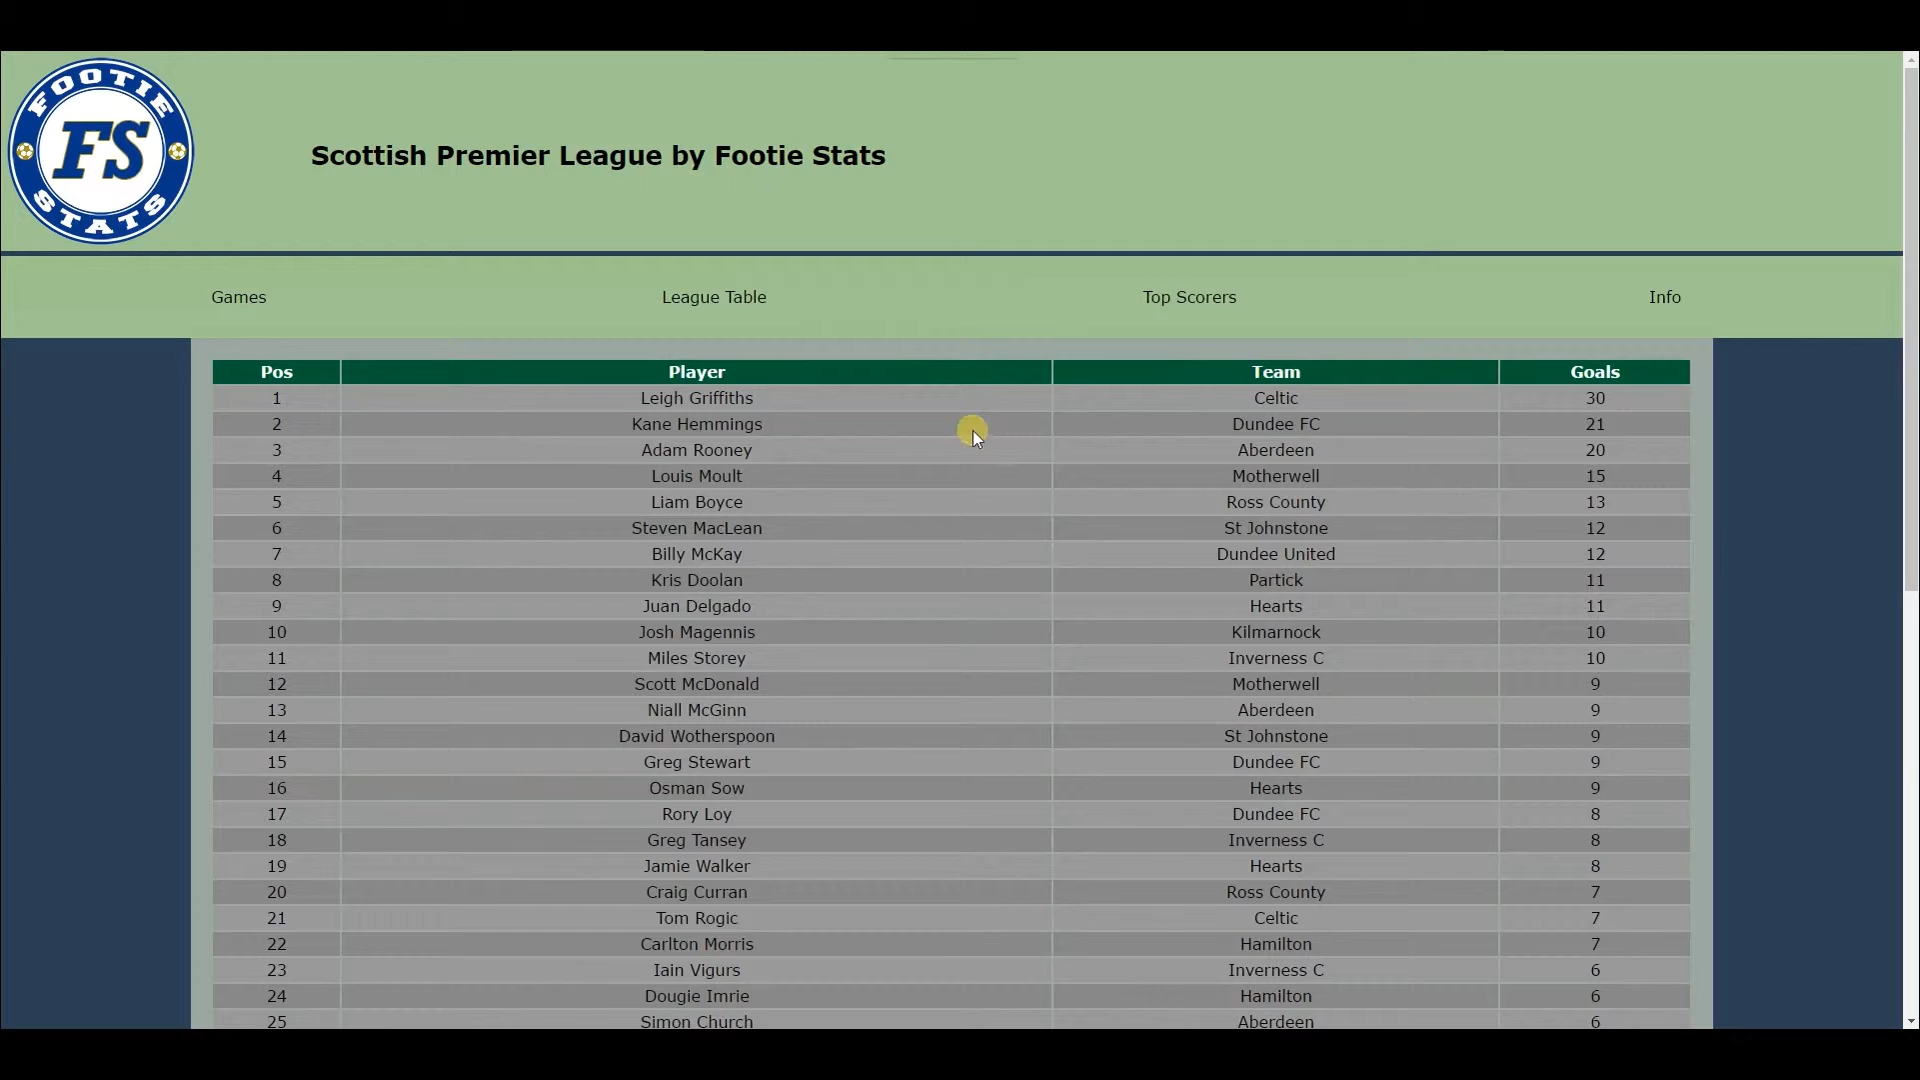 FOOTIE
FS
STATS
Scottish Premier League by Footie Stats
Games League Table Top Scorers Info
Pos Player Team Goals
1 Leigh Griffiths Celtic 30
2 Kane Hemmings Dundee FC 21
3 Adam Rooney Aberdeen 20
4 Louis Moult Motherwell 15
5 Liam Boyce Ross County 13
6 Steven MacLean St Johnstone 12
7 Billy McKay Dundee United 12
8 Kris Doolan Partick 11
9 Juan Delgado Hearts 11
10 Josh Magennis Kilmarnock 10
11 Miles Storey Inverness C 10
12 Scott McDonald Motherwell 9
13 Niall McGinn Aberdeen 9
14 David Wotherspoon St Johnstone 9
15 Greg Stewart Dundee FC 9
16 Osman Sow Hearts 9
17 Rory Loy Dundee FC 8
18 Greg Tansey Inverness C 8
19 Jamie Walker Hearts 8
20 Craig Curran Ross County 7
21 Tom Rogic Celtic 7
22 Carlton Morris Hamilton 7
23 Iain Vigurs Inverness C 6
24 Dougie Imrie Hamilton 6
25 Simon Church Aberdeen 6